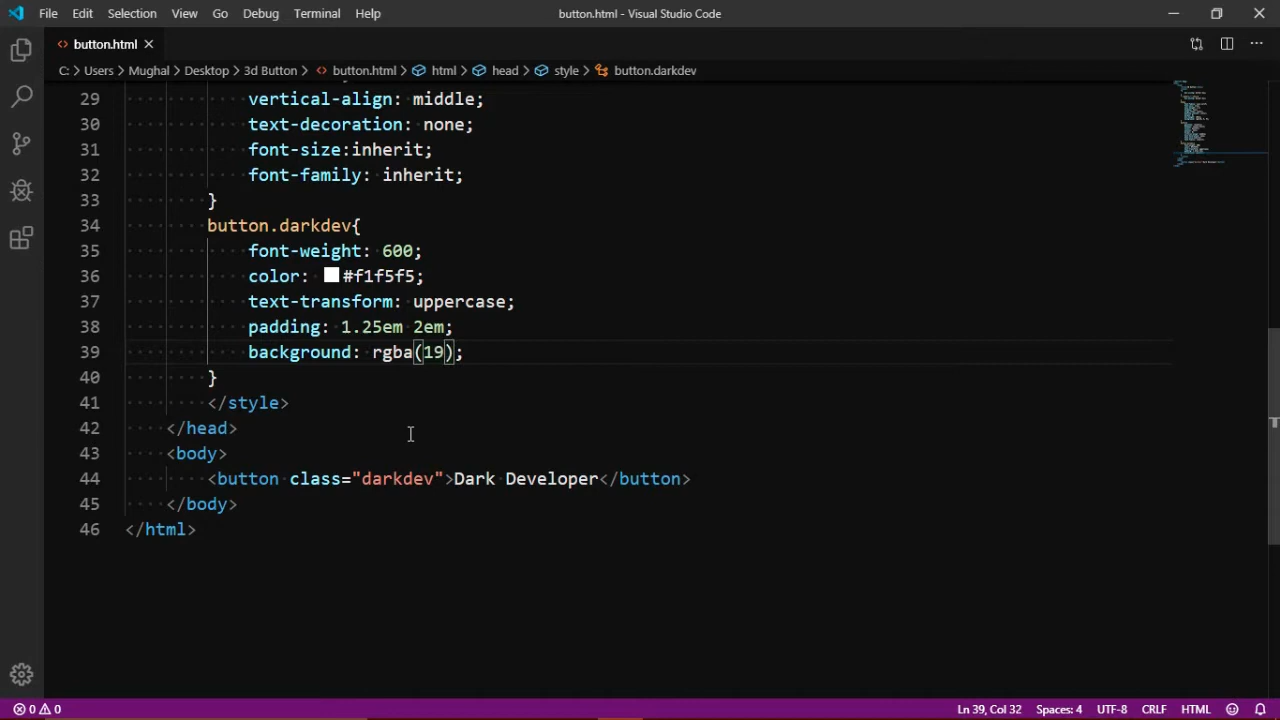 File Edit Selection View Go Debug Terminal Help button.html - Visual Studio Code
<> button.html ×
C: > Users > Mughal > Desktop > 3d Button > <> button.html > html > head > style > button.darkdev
29 vertical-align: middle;
30 text-decoration: none;
31 font-size:inherit;
32 font-family: inherit;
33 }
34 button.darkdev{
35 font-weight: 600;
36 color: #f1f5f5;
37 text-transform: uppercase;
38 padding: 1.25em 2em;
39 background: rgba(19);
40 }
41 </style>
42 </head>
43 <body>
44 <button class="darkdev">Dark Developer</button>
45 </body>
46 </html>
0 0 Ln 39, Col 32 Spaces: 4 UTF-8 CRLF HTML